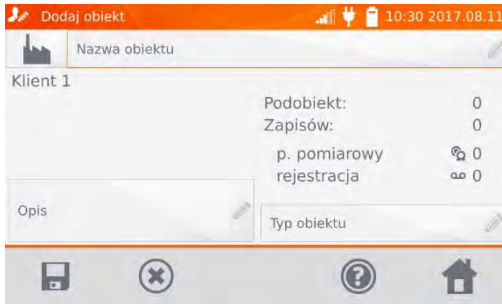 Dodaj obiekt
10:30 2017.08.11
Nazwa obiektu
Klient 1
Podobiekt: 0
Zapisów: 0
p. pomiarowy 0
rejestracja 0
Opis
Typ obiektu